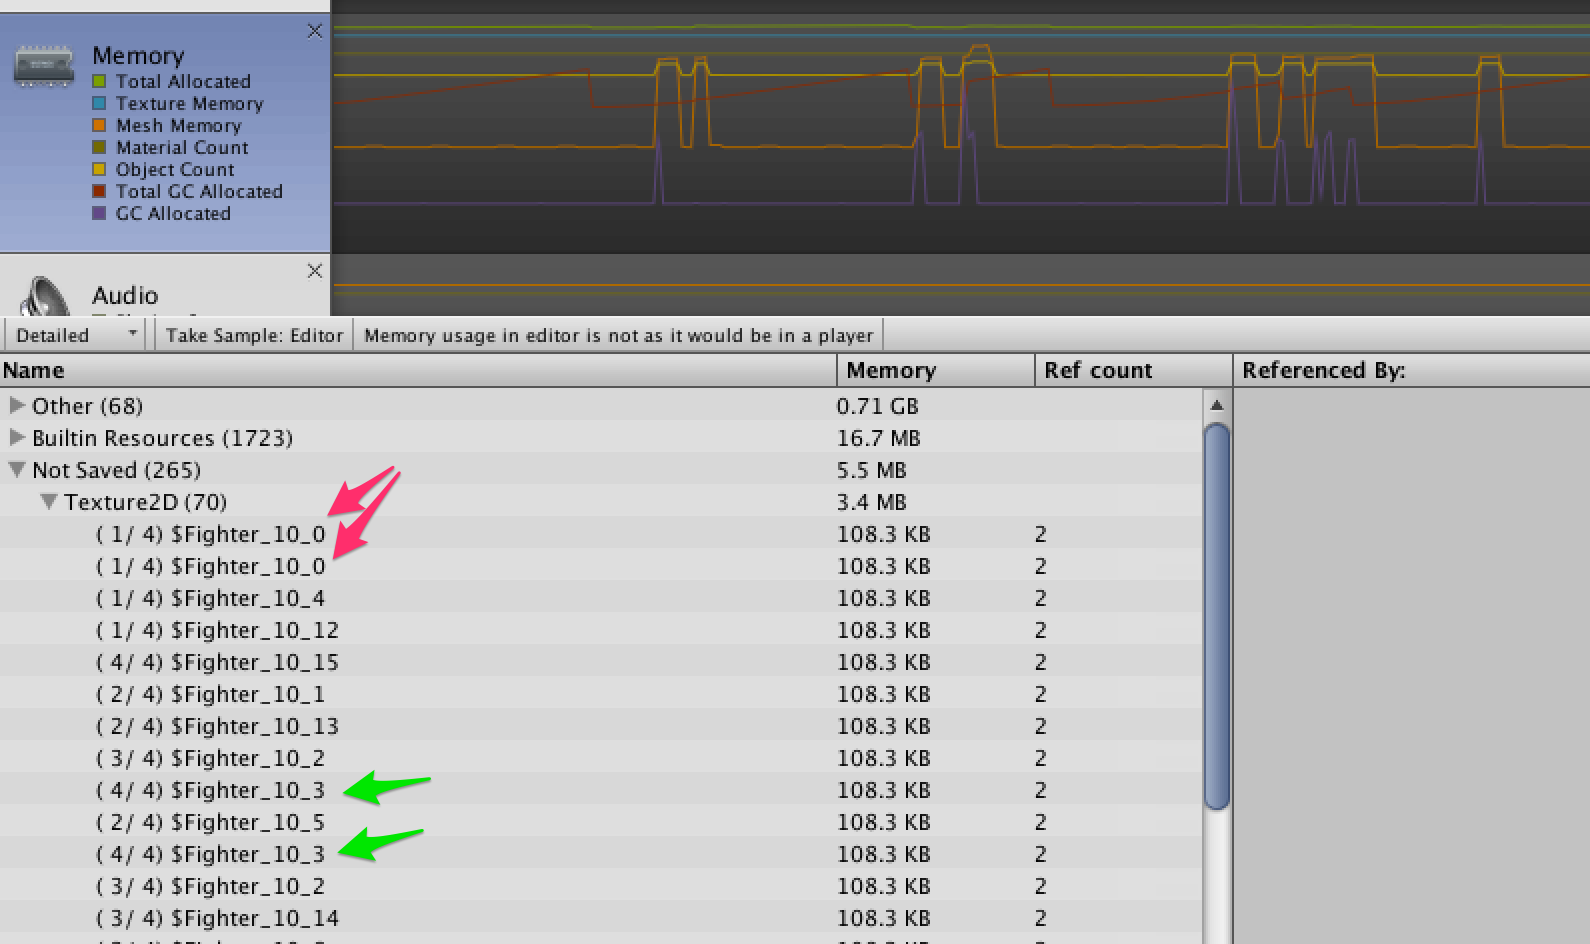 Memory
Total Allocated
Texture Memory
Mesh Memory
Material Count
Object Count
Total GC Allocated
GC Allocated
Audio
Detailed Take Sample: Editor Memory usage in editor is not as it would be in a player
Name Memory Ref count Referenced By:
Other (68) 0.71 GB
Builtin Resources (1723) 16.7 MB
Not Saved (265) 5.5 MB
Texture2D (70) 3.4 MB
( 1/ 4) $Fighter_10_0 108.3 KB 2
( 1/ 4) $Fighter_10_0 108.3 KB 2
( 1/ 4) $Fighter_10_4 108.3 KB 2
( 1/ 4) $Fighter_10_12 108.3 KB 2
( 4/ 4) $Fighter_10_15 108.3 KB 2
( 2/ 4) $Fighter_10_1 108.3 KB 2
( 2/ 4) $Fighter_10_13 108.3 KB 2
( 3/ 4) $Fighter_10_2 108.3 KB 2
( 4/ 4) $Fighter_10_3 108.3 KB 2
( 2/ 4) $Fighter_10_5 108.3 KB 2
( 4/ 4) $Fighter_10_3 108.3 KB 2
( 3/ 4) $Fighter_10_2 108.3 KB 2
( 3/ 4) $Fighter_10_14 108.3 KB 2